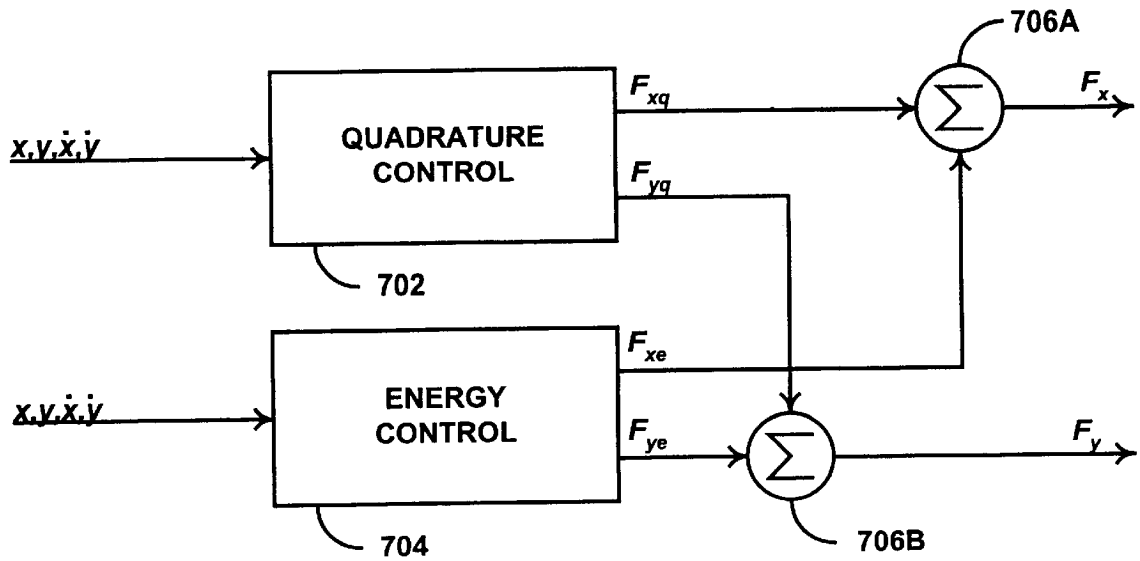 706A
F_xq
F_x
QUADRATURE
CONTROL
x,y,ẋ,ẏ
F_yq
702
F_xe
ENERGY
CONTROL
x,y,ẋ,ẏ
F_ye
F_y
704
706B
Σ
Σ